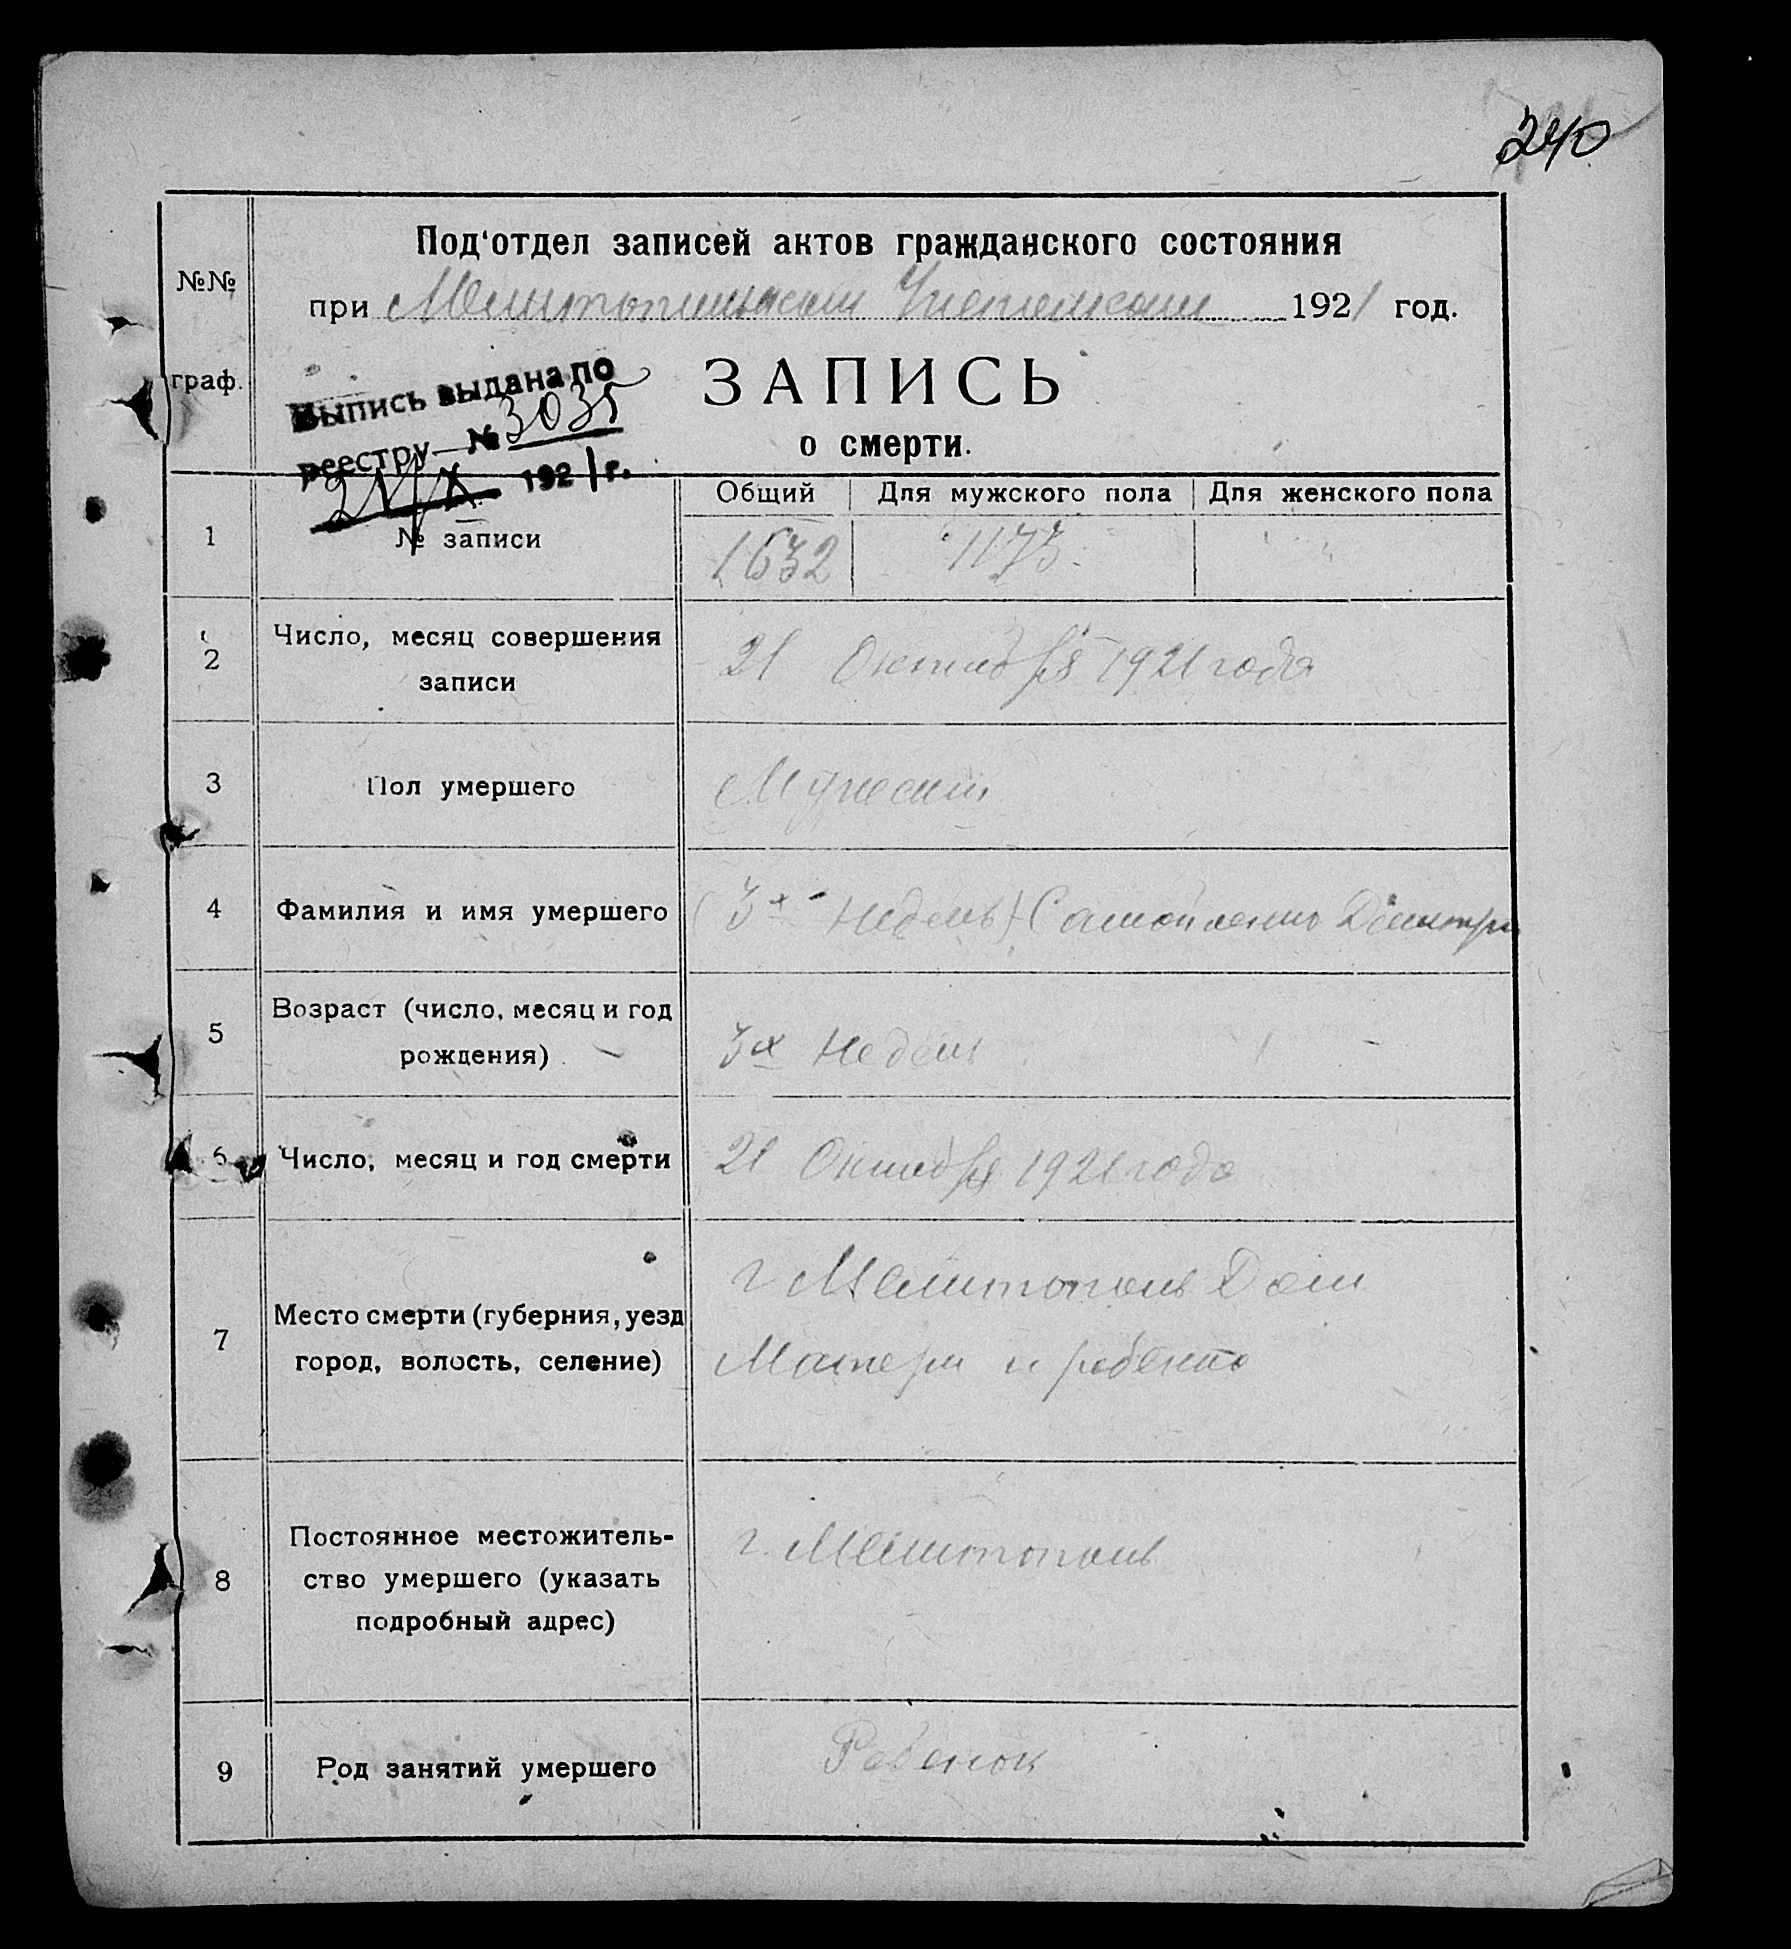 240
Под'отдел записей актов гражданского состояния
№№
при Мелитопольском 1921 год.
граф.
ЗАПИСЬ
о смерти.
Выпись выдана по
реестру № 3035
21/X 1921 г.
Общий Для мужского пола Для женского пола
1 № записи 1632 1173 " "
2 Число, месяц совершения
записи
21 Октября 1921 года
3 Пол умершего Мужской
4 Фамилия и имя умершего (3х недель) Самойленко Дмитрий
5 Возраст (число, месяц и год
рождения)
3х недель
6 Число, месяц и год смерти 21 Октября 1921 года
7 Место смерти (губерния, уезд
город, волость, селение)
г Мелитополь Дом
Матери и ребенка
8 Постоянное местожитель-
ство умершего (указать
подробный адрес)
г. Мелитополь
9 Род занятий умершего Ребенок